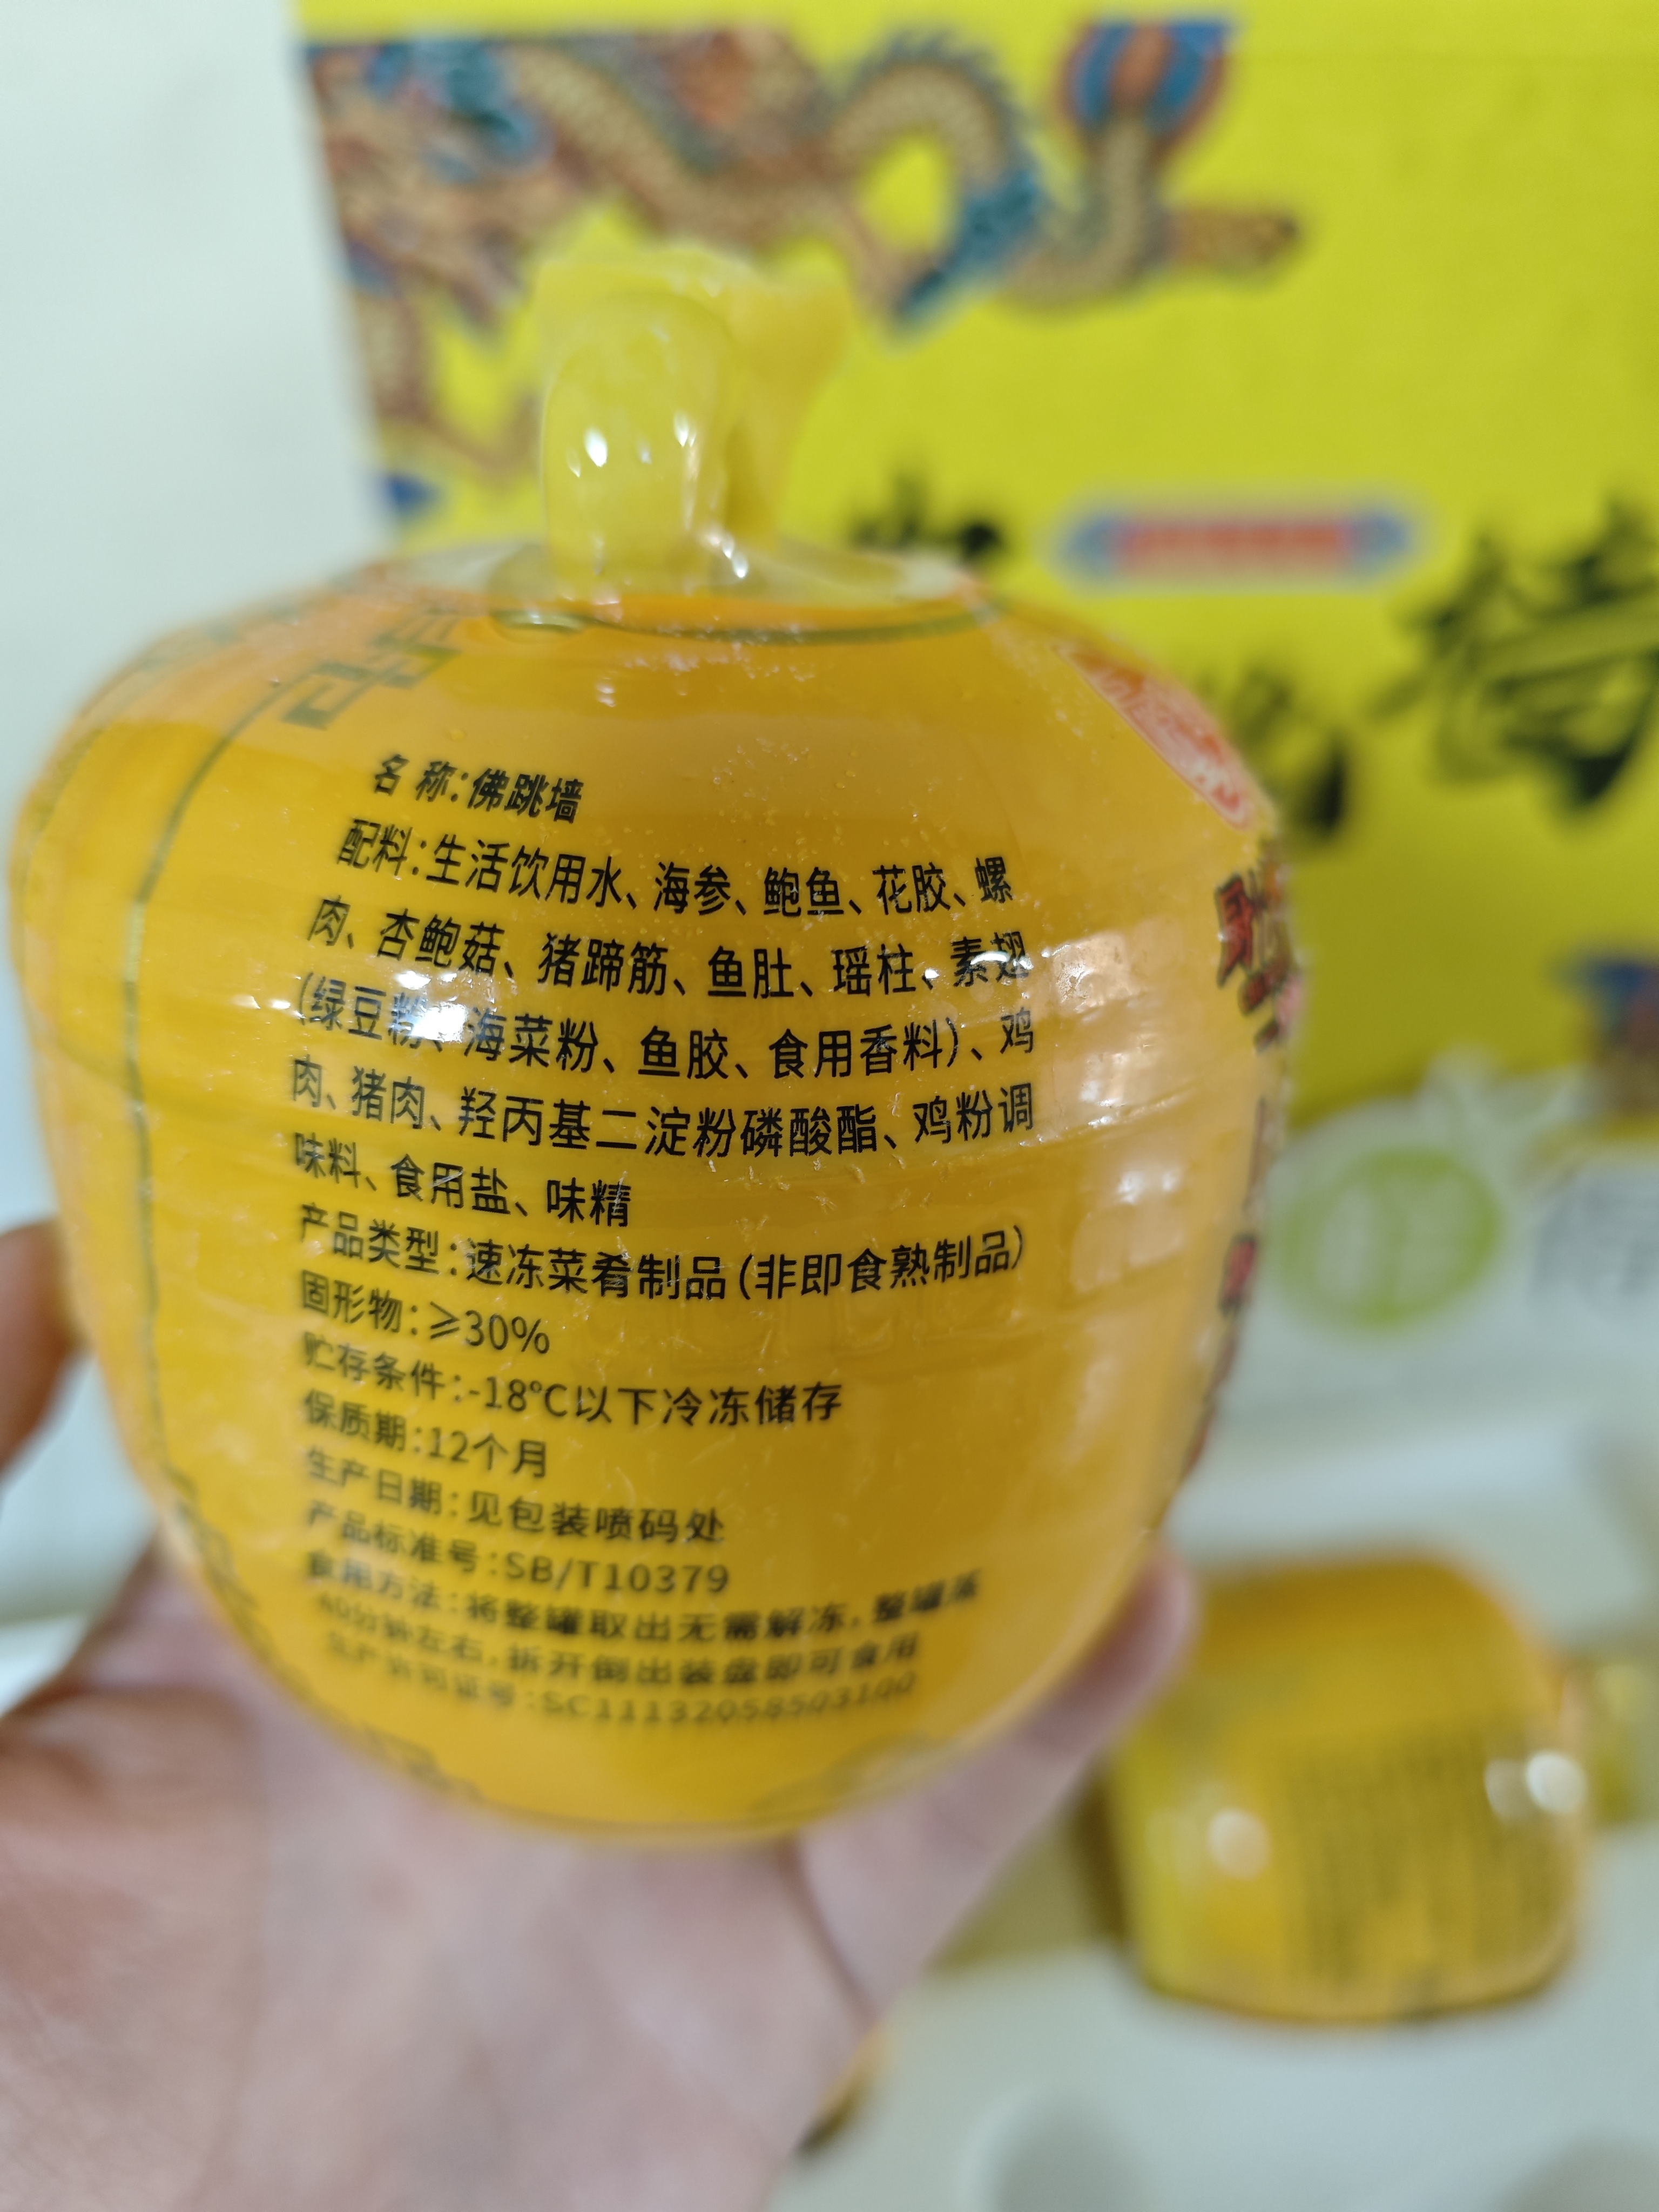 名 称:佛跳墙
配料:生活饮用水、海参、鲍鱼、花胶、螺
肉、杏鲍菇、猪蹄筋、鱼肚、瑶柱、素翅
(绿豆粉、海菜粉、鱼胶、食用香料)、鸡
肉、猪肉、羟丙基二淀粉磷酸酯、鸡粉调
味料、食用盐、味精
产品类型:速冻菜肴制品(非即食熟制品)
固形物:≥30%
贮存条件:-18℃以下冷冻储存
保质期:12个月
生产日期:见包装喷码处
产品标准号:SB/T10379
食用方法:将整罐取出无需解冻,整罐蒸
40分钟左右,拆开倒出装盘即可食用
生产许可证号:SC11132058503100
墙